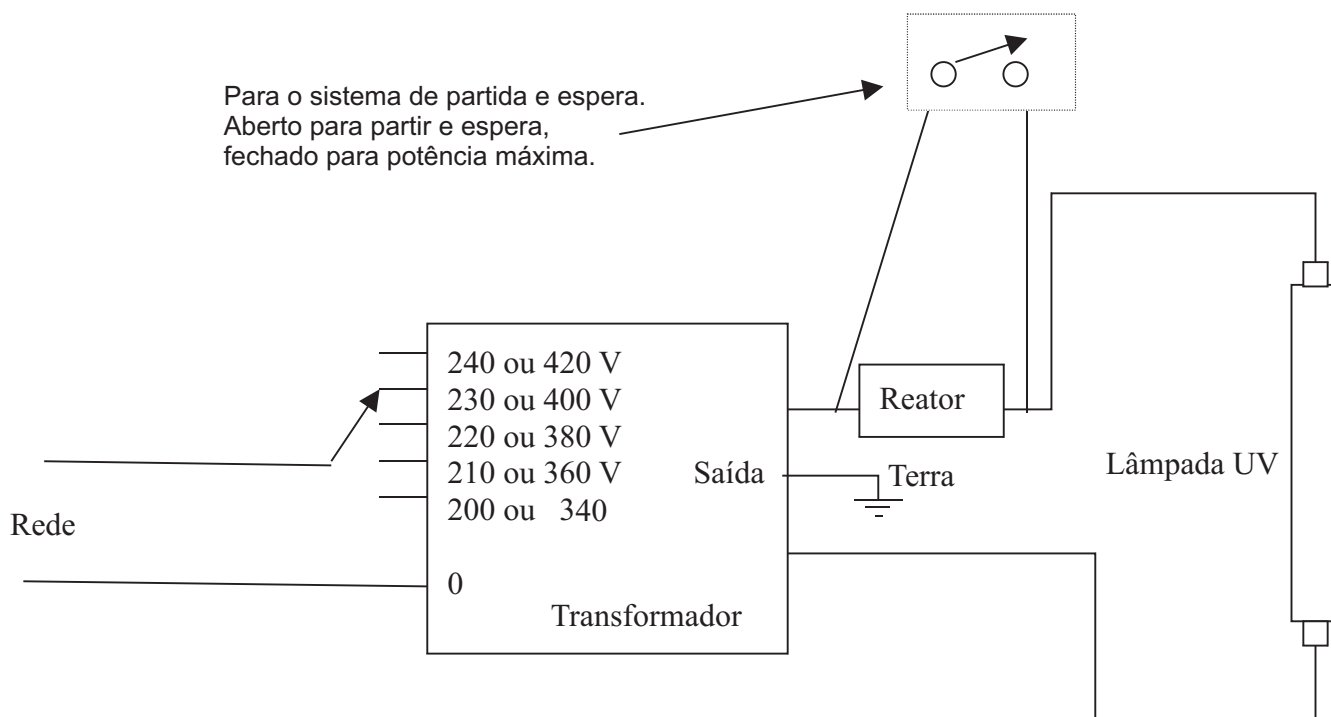 Para o sistema de partida e espera.
Aberto para partir e espera,
fechado para potência máxima.
240 ou 420 V
230 ou 400 V
220 ou 380 V
210 ou 360 V
200 ou 340
0
Rede
Saída
Transformador
Reator
Terra
Lâmpada UV